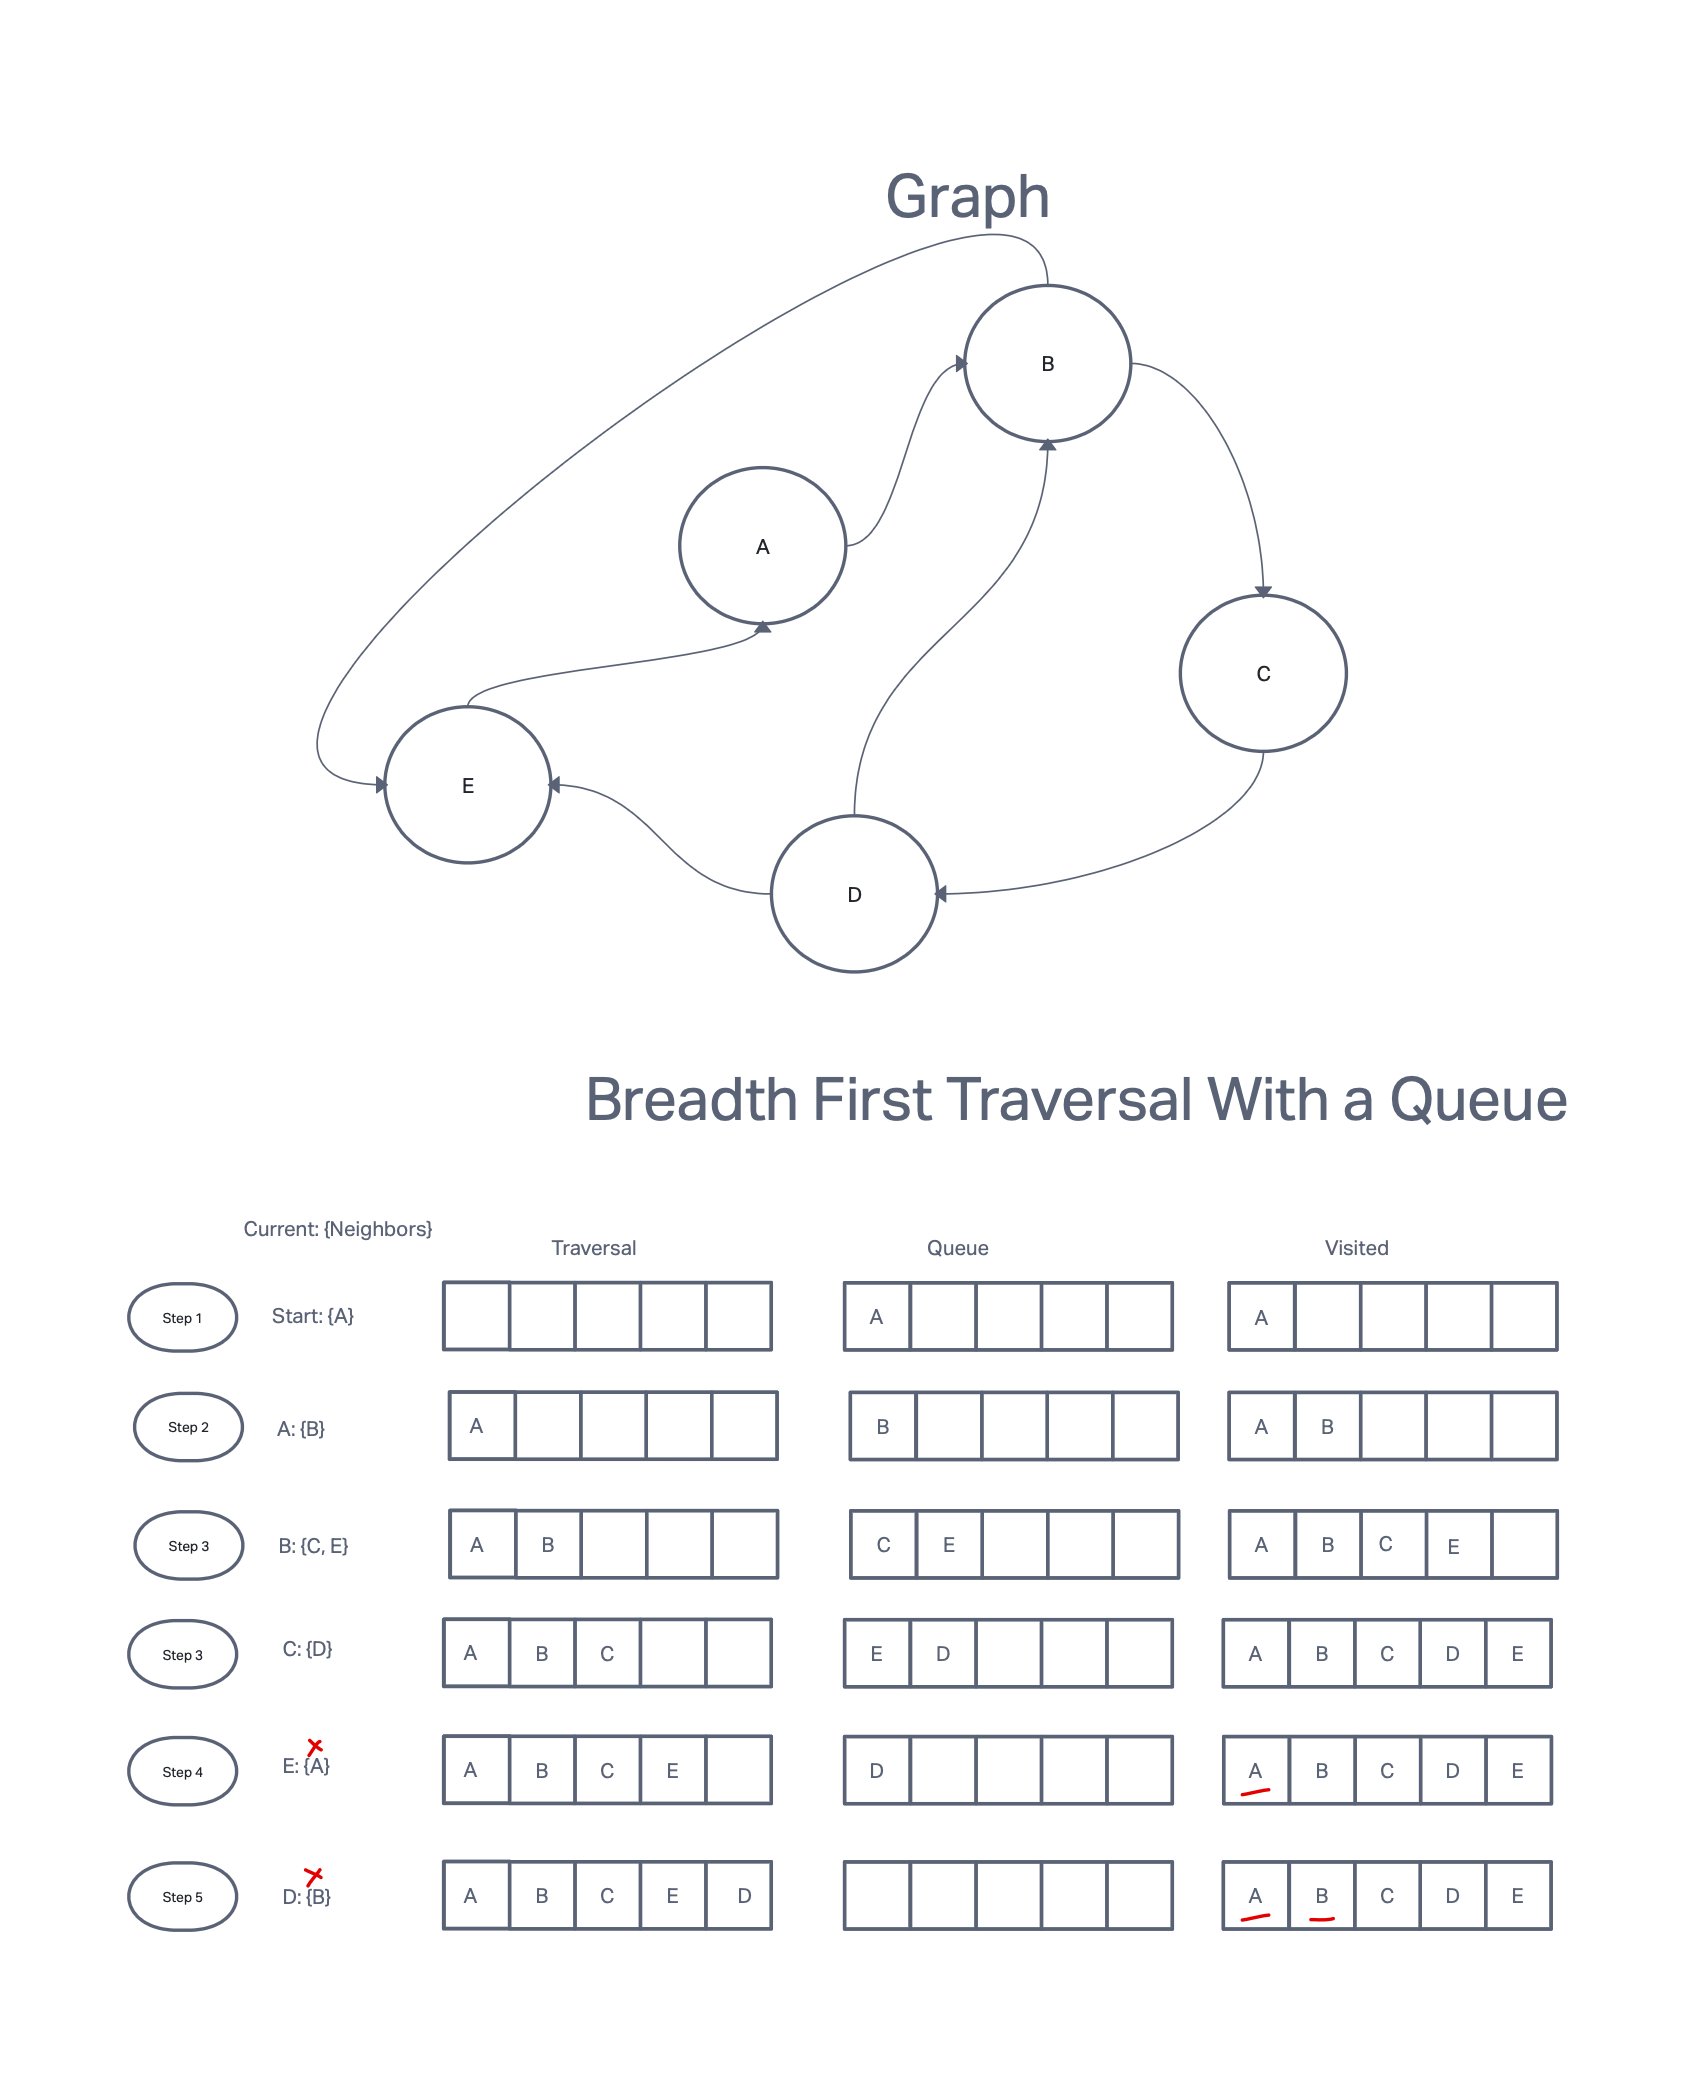 Graph
B
A
C
E
D
Breadth First Traversal With a Queue
Current: {Neighbors}
Traversal Queue Visited
Step 1 Start: {A} A A
Step 2 A: {B} A B A B
Step 3 B: {C, E} A B C E A B C E
Step 3 C: {D} A B C E D A B C D E
Step 4 E: {A} A B C E D A B C D E
Step 5 D: {B} A B C E D A B C D E